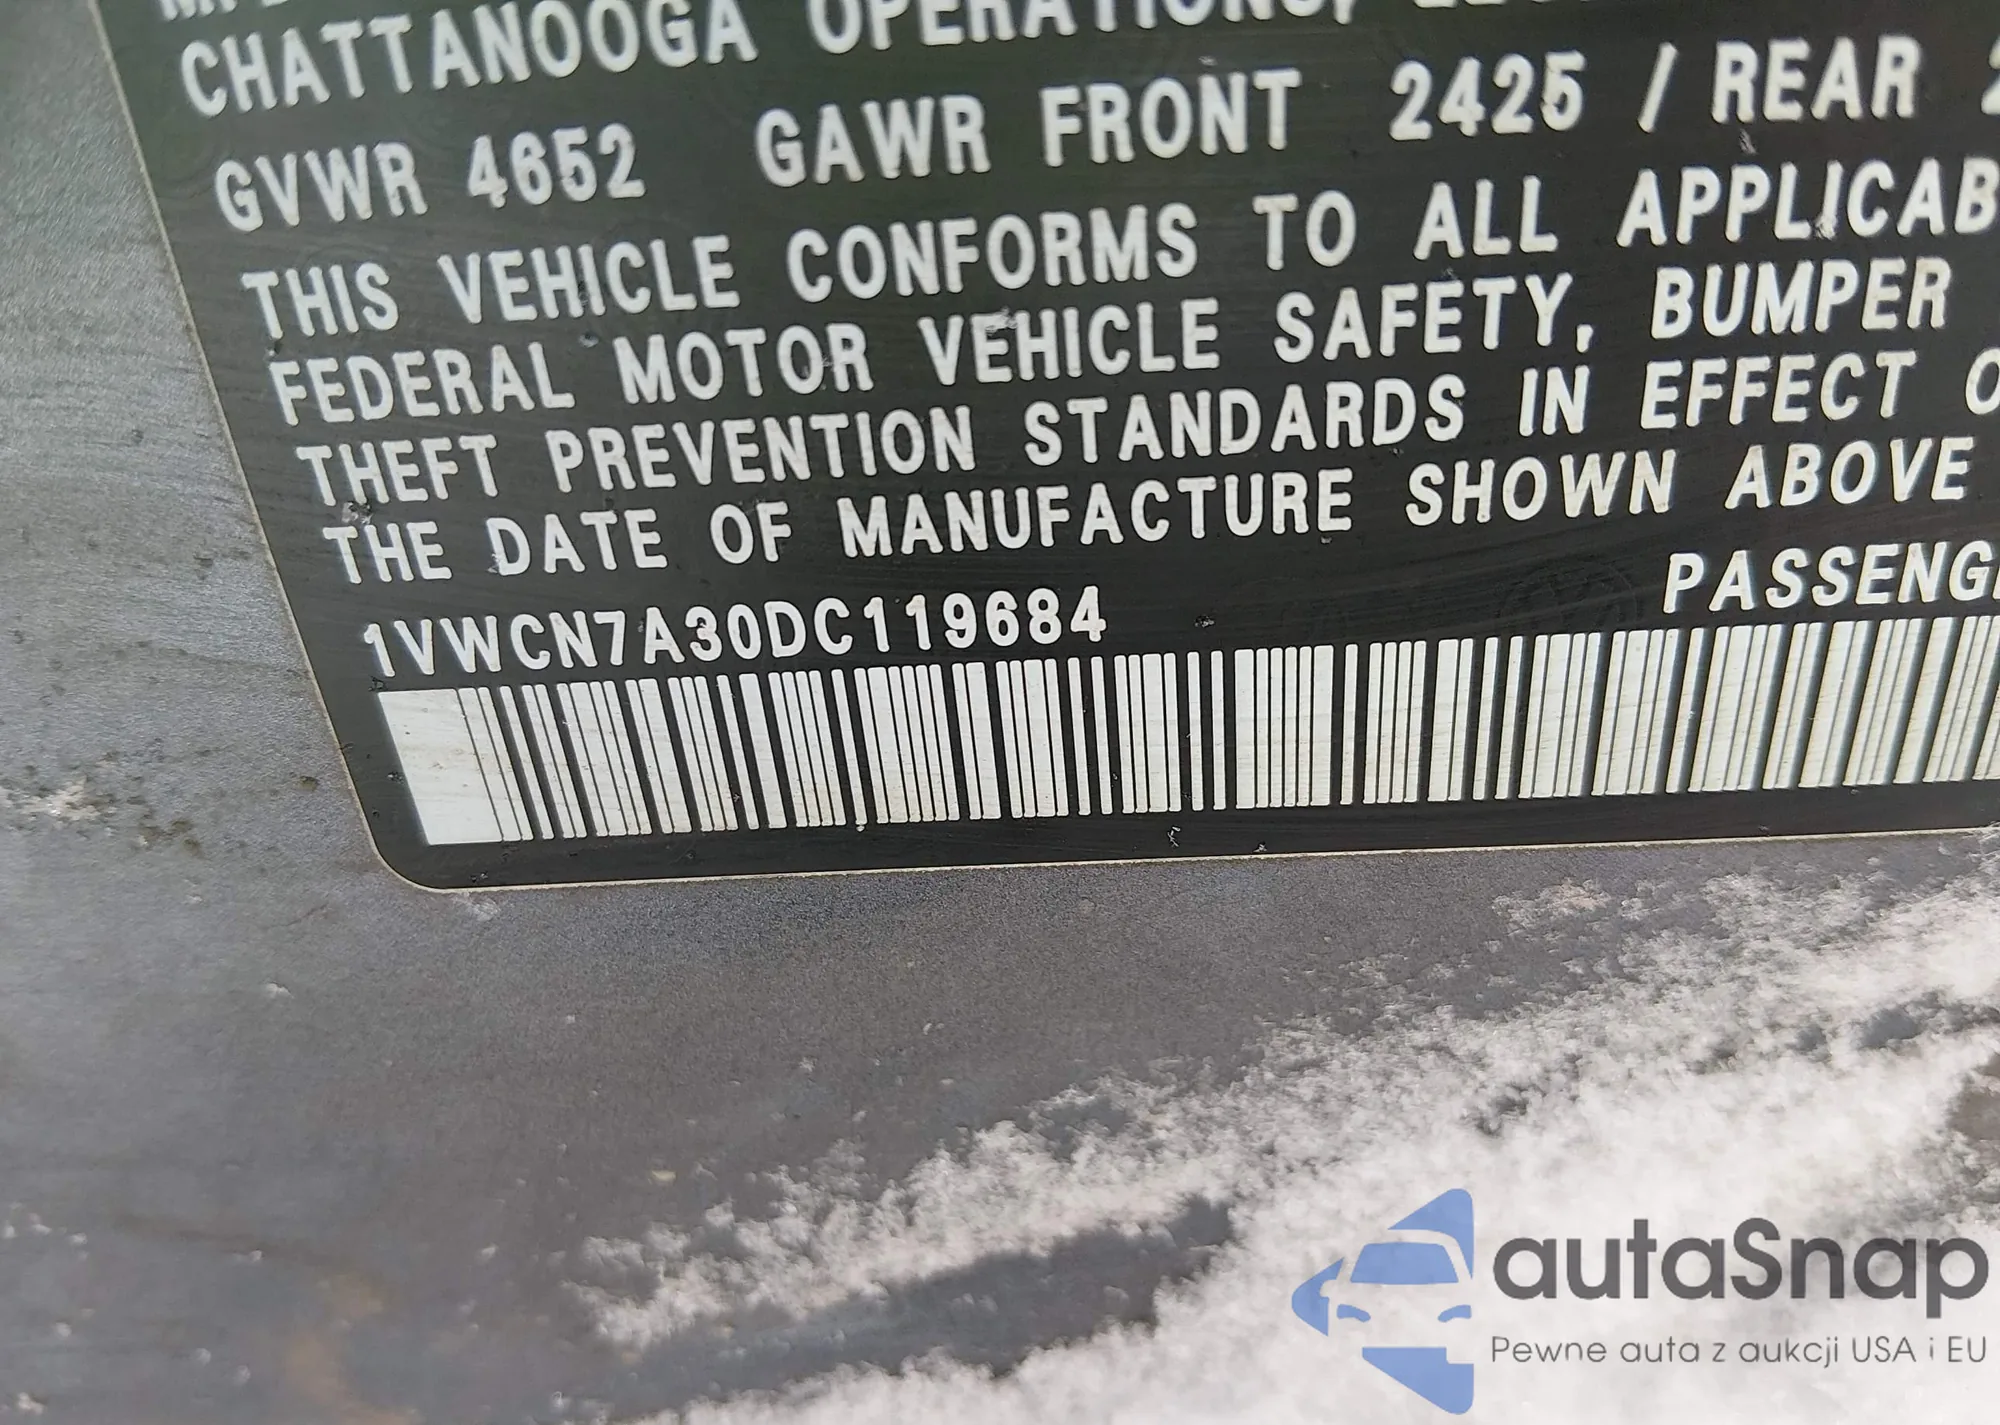 CHATTANOOGA OPERATIONS,
GVWR 4652 GAWR FRONT 2425 / REAR
THIS VEHICLE CONFORMS TO ALL APPLICAB
FEDERAL MOTOR VEHICLE SAFETY, BUMPER
THEFT PREVENTION STANDARDS IN EFFECT O
THE DATE OF MANUFACTURE SHOWN ABOVE
1VWCN7A30DC119684 PASSENG
autaSnap
Pewne auta z aukcji USA i EU